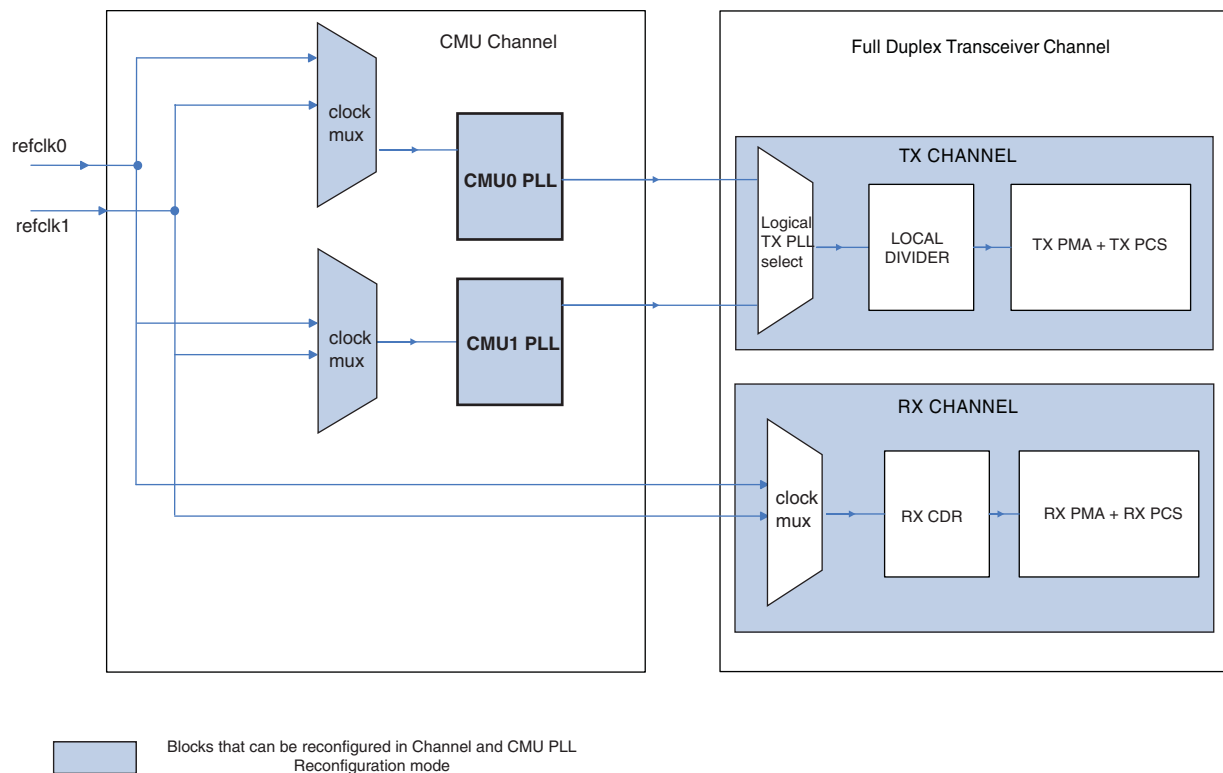 CMU Channel
Full Duplex Transceiver Channel
refclk0
refclk1
clock
mux
CMU0 PLL
clock
mux
CMU1 PLL
TX CHANNEL
Logical
TX PLL
select
LOCAL
DIVIDER
TX PMA + TX PCS
RX CHANNEL
clock
mux
RX CDR
RX PMA + RX PCS
Blocks that can be reconfigured in Channel and CMU PLL
Reconfiguration mode